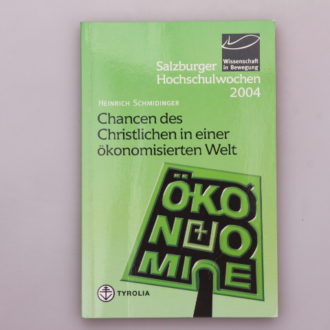 Salzburger
Hochschulwochen
2004
Wissenschaft
in Bewegung
HEINRICH SCHMIDINGER
Chancen des
Christlichen in einer
ökonomisierten Welt
ÖKO
NO
MIE
TYROLIA